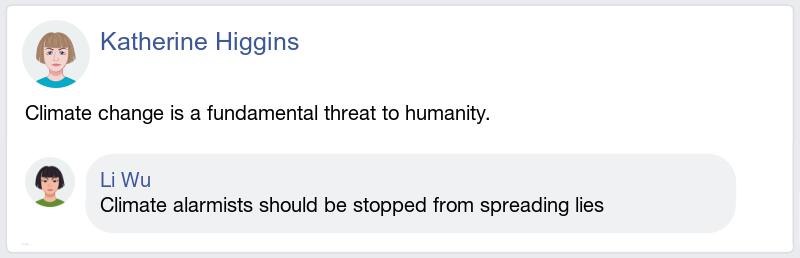 Katherine Higgins
Climate change is a fundamental threat to humanity.
Li Wu
Climate alarmists should be stopped from spreading lies